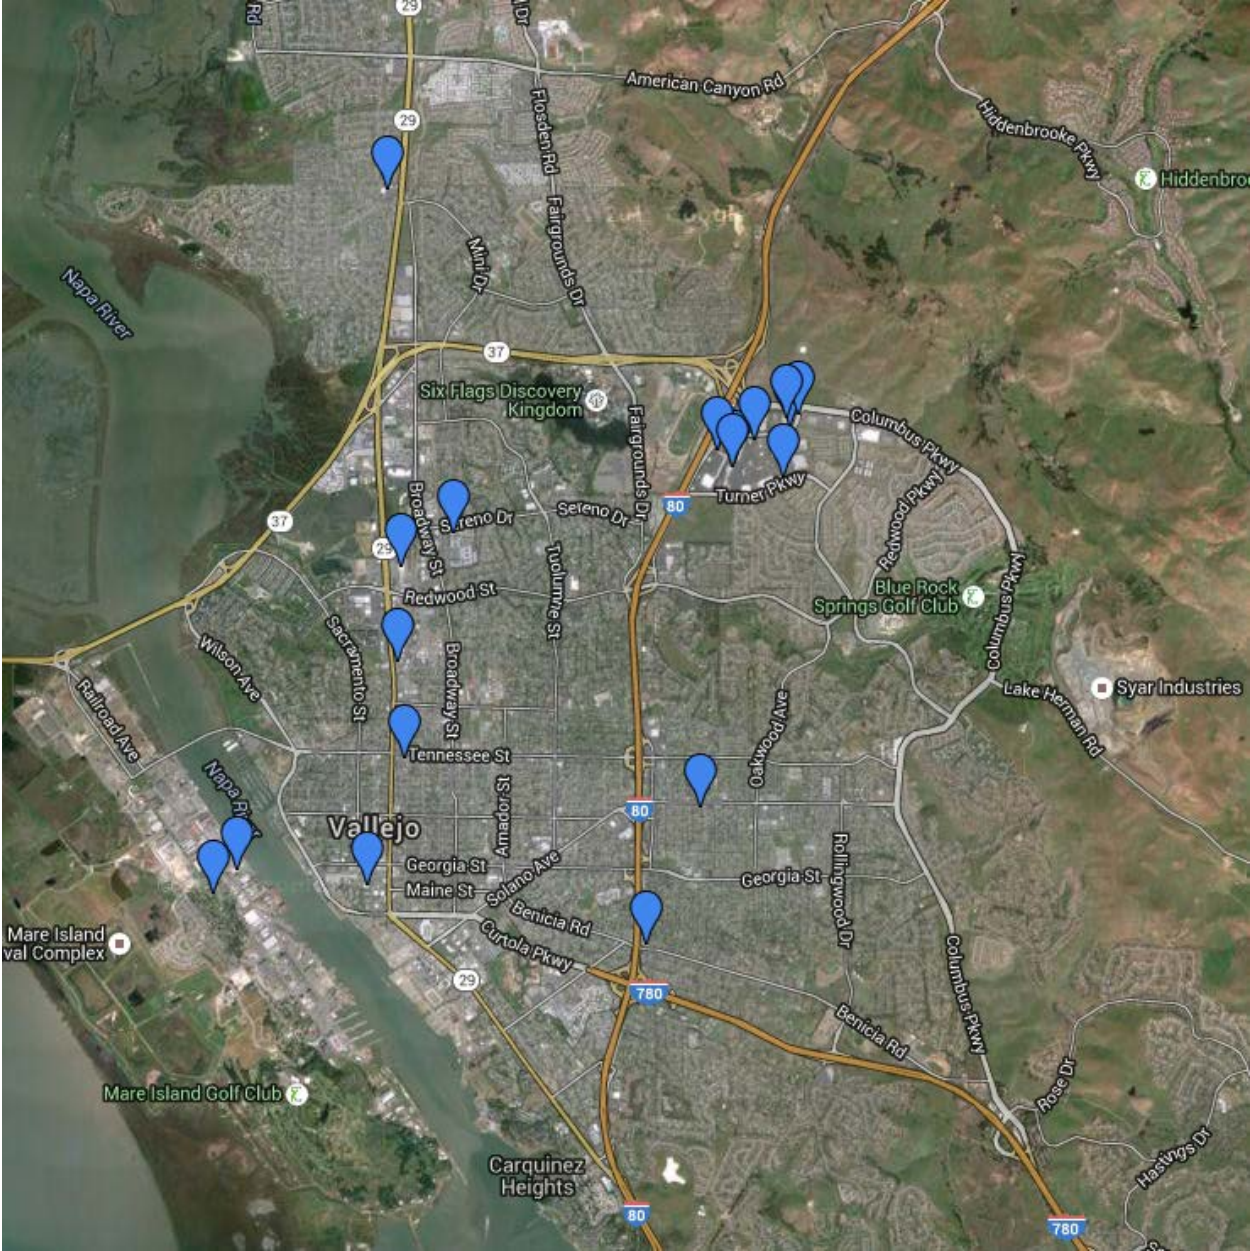 Rd
29
Dr
American Canyon Rd
29
Flosden Rd
Hiddenbrooke Pkwy
Hiddenbroo
Fairgrounds Dr
Mini Dr
Napa River
37
Six Flags Discovery
Kingdom
Fairgrounds Dr
Columbus Pkwy
Redwood Pkwy
Turner Pkwy
80
Broadway St
Sereno Dr
Sereno Dr
37
29
Tuolumne St
Redwood St
Columbus Pkwy
Blue Rock
Springs Golf Club
Sacramento St
Wilson Ave
Broadway St
Railroad Ave
Lake Herman Rd
Syar Industries
Oakwood Ave
Tennessee St
Napa River
Amador St
80
Vallejo
Georgia St
Maine St
Solano Ave
Georgia St
Rollingwood Dr
Benicia Rd
Curtola Pkwy
Mare Island
val Complex
29
780
Columbus Pkwy
Benicia Rd
Rose Dr
Mare Island Golf Club
Hastings Dr
Carquinez
Heights
80
780